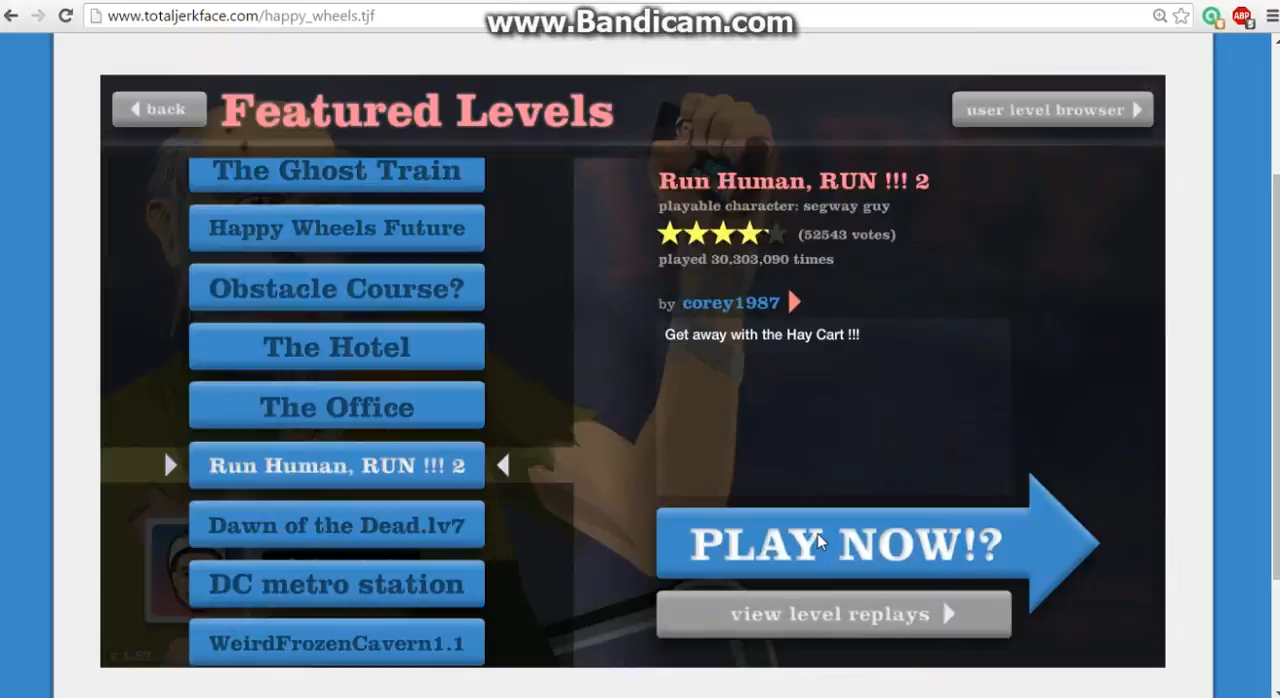 www.totaljerkface.com/happy_wheels.tjf
www.Bandicam.com
back
Featured Levels
user level browser
The Ghost Train
Happy Wheels Future
Obstacle Course?
The Hotel
The Office
Run Human, RUN !!! 2
Dawn of the Dead.lv7
DC metro station
WeirdFrozenCavern1.1
Run Human, RUN !!! 2
playable character: segway guy
(52543 votes)
played 30,303,090 times
by corey1987
Get away with the Hay Cart !!!
PLAY NOW!?
view level replays
ABP